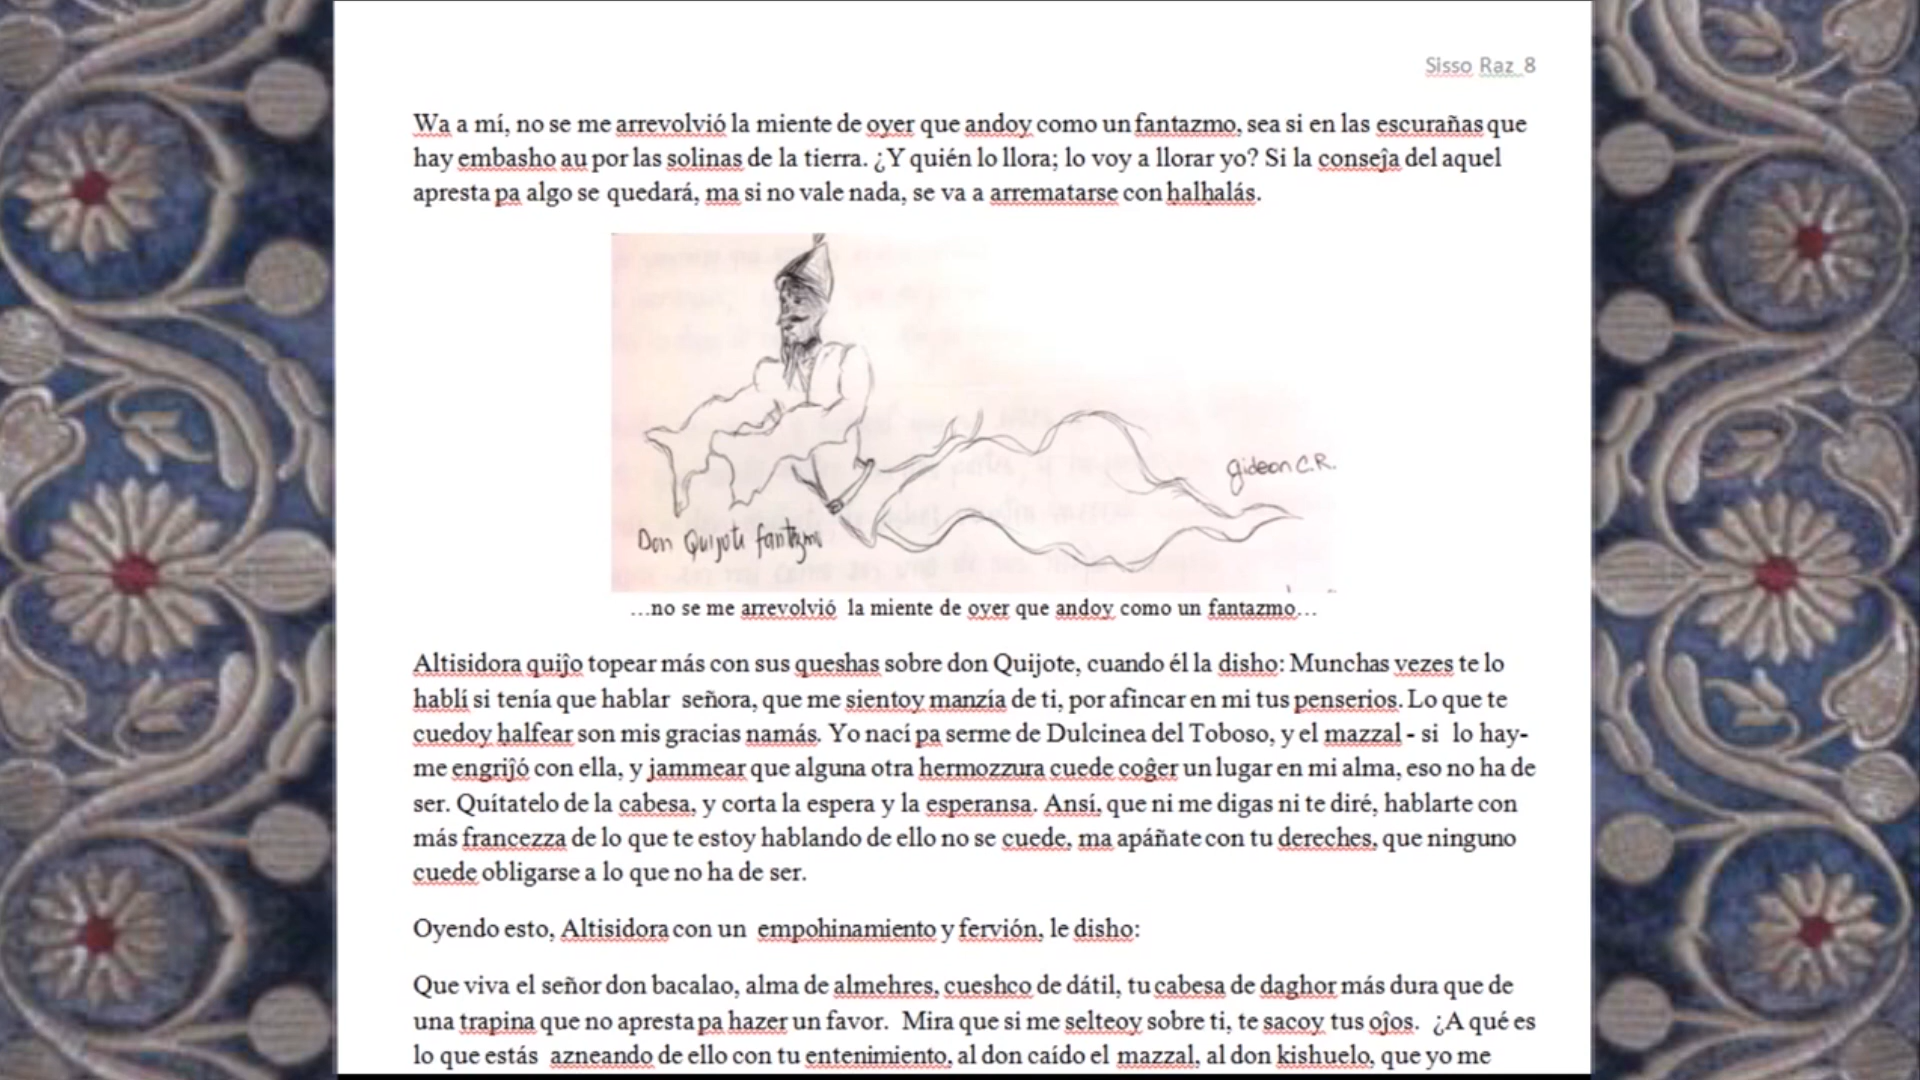 Sisso Raz 8
Wa a mí, no se me arrevolvió la miente de oyer que andoy como un fantazmo, sea si en las escurañas que
hay embasho au por las solinas de la tierra. ¿Y quién lo llora; lo voy a llorar yo? Si la conseĵa del aquel
apresta pa algo se quedará, ma si no vale nada, se va a arrematarse con ḥalḥalás.
gideon C.R.
Don Quijote fantazmo
…no se me arrevolvió la miente de oyer que andoy como un fantazmo…
Altisidora quiĵo topear más con sus queshas sobre don Quijote, cuando él la disho: Munchas vezes te lo
hablí si tenía que hablar señora, que me sientoy manzía de ti, por afincar en mi tus penserios. Lo que te
cuedoy ḥalfear son mis gracias namás. Yo nací pa serme de Dulcinea del Toboso, y el mazzal - si lo hay-
me engriĵó con ella, y jammear que alguna otra hermozzura cuede coĝer un lugar en mi alma, eso no ha de
ser. Quítatelo de la cabesa, y corta la espera y la esperansa. Ansí, que ni me digas ni te diré, hablarte con
más francezza de lo que te estoy hablando de ello no se cuede, ma apáñate con tu dereches, que ninguno
cuede obligarse a lo que no ha de ser.
Oyendo esto, Altisidora con un empohinamiento y fervión, le disho:
Que viva el señor don bacalao, alma de almehres, cueshco de dátil, tu cabesa de daghor más dura que de
una trapina que no apresta pa hazer un favor. Mira que si me selteoy sobre ti, te sacoy tus oĵos. ¿A qué es
lo que estás azneando de ello con tu entenimiento, al don caído el mazzal, al don kishuelo, que yo me